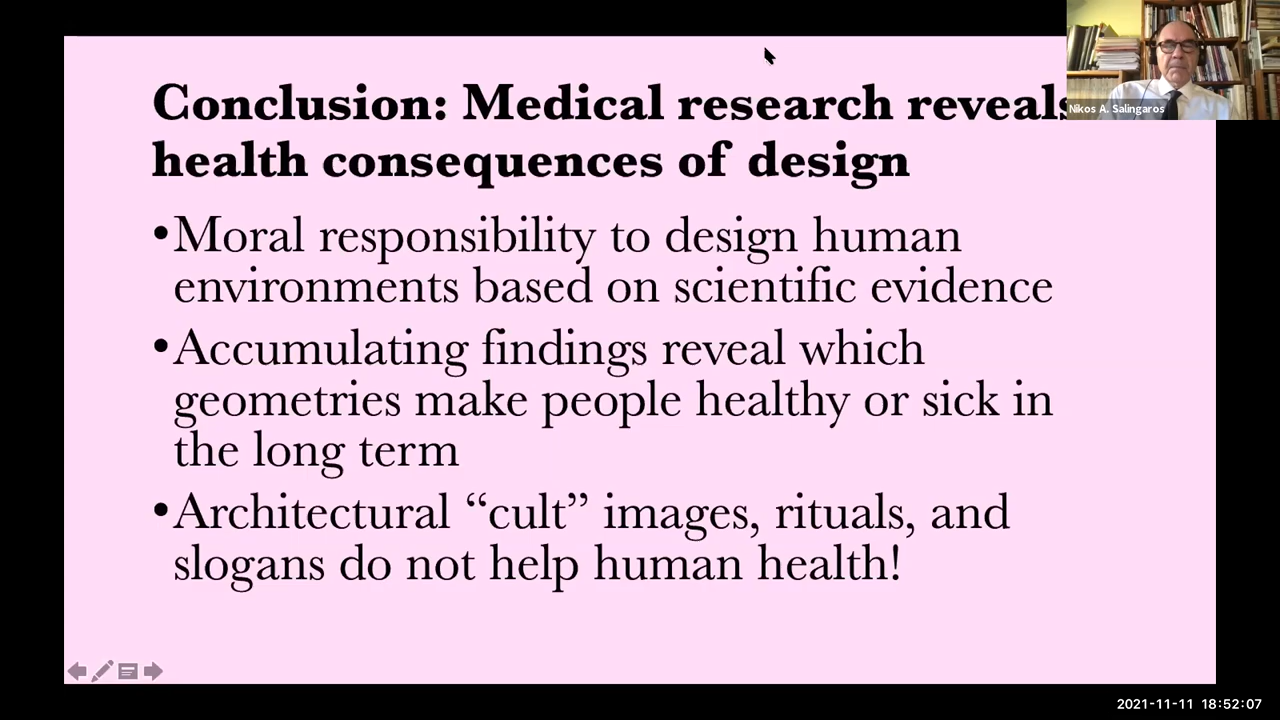 Conclusion: Medical research reveals
health consequences of design
•Moral responsibility to design human
environments based on scientific evidence
•Accumulating findings reveal which
geometries make people healthy or sick in
the long term
•Architectural “cult” images, rituals, and
slogans do not help human health!
Nikos A. Salingaros
2021-11-11 18:52:07